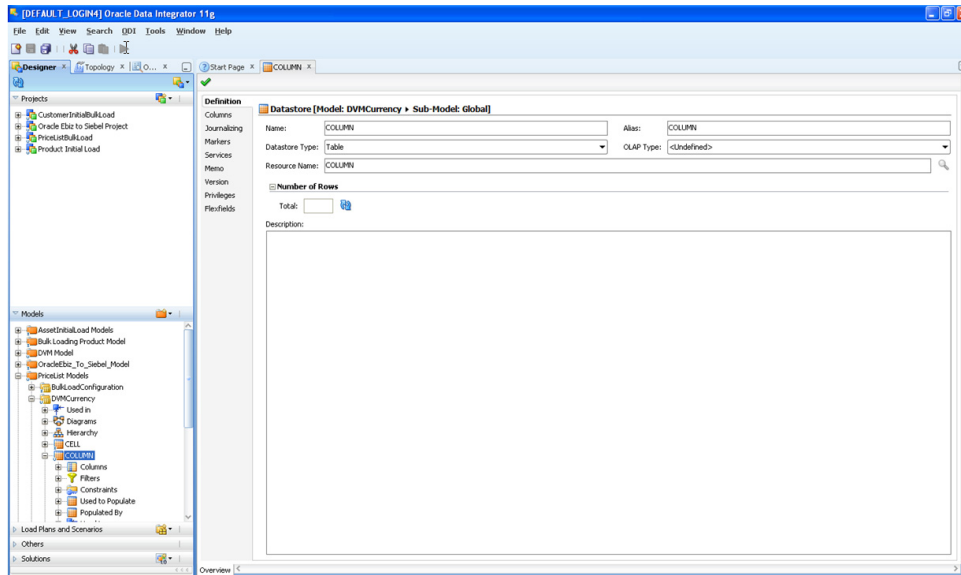 [DEFAULT_LOGIN4] Oracle Data Integrator 11g
File Edit View Search ODI Tools Window Help
Designer Topology O...
Start Page COLUMN
Projects
CustomerInitialBulkLoad
Oracle Ebiz to Siebel Project
PriceListBulkLoad
Product Initial Load
Models
AssetInitialLoad Models
Bulk Loading Product Model
DVM Model
OracleEbiz_To_Siebel_Model
PriceList Models
BulkLoadConfiguration
DVMCurrency
Used in
Diagrams
Hierarchy
CELL
COLUMN
Columns
Filters
Constraints
Used to Populate
Populated By
Load Plans and Scenarios
Others
Solutions
Definition
Columns
Journalizing
Markers
Services
Memo
Version
Privileges
Flexfields
Datastore [Model: DVMCurrency ▸ Sub-Model: Global]
Name: COLUMN Alias: COLUMN
Datastore Type: Table OLAP Type: <Undefined>
Resource Name: COLUMN
Number of Rows
Total:
Description:
Overview